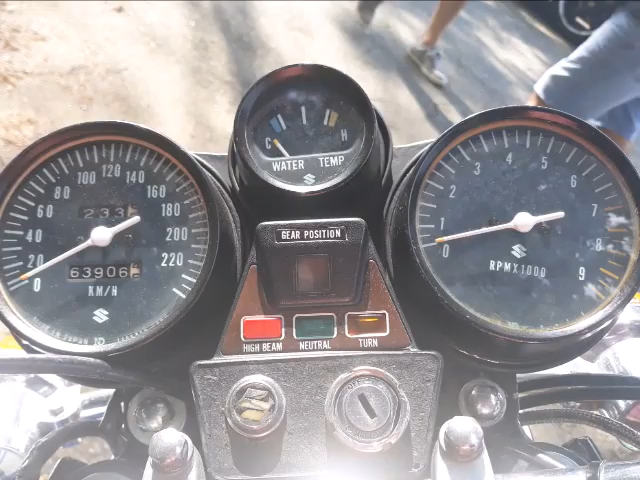 C H
WATER TEMP
0 20 40 60 80 100 120 140 160 180 200 220
233
63906
KM/H
GEAR POSITION
HIGH BEAM NEUTRAL TURN
0 1 2 3 4 5 6 7 8 9
RPMX1000